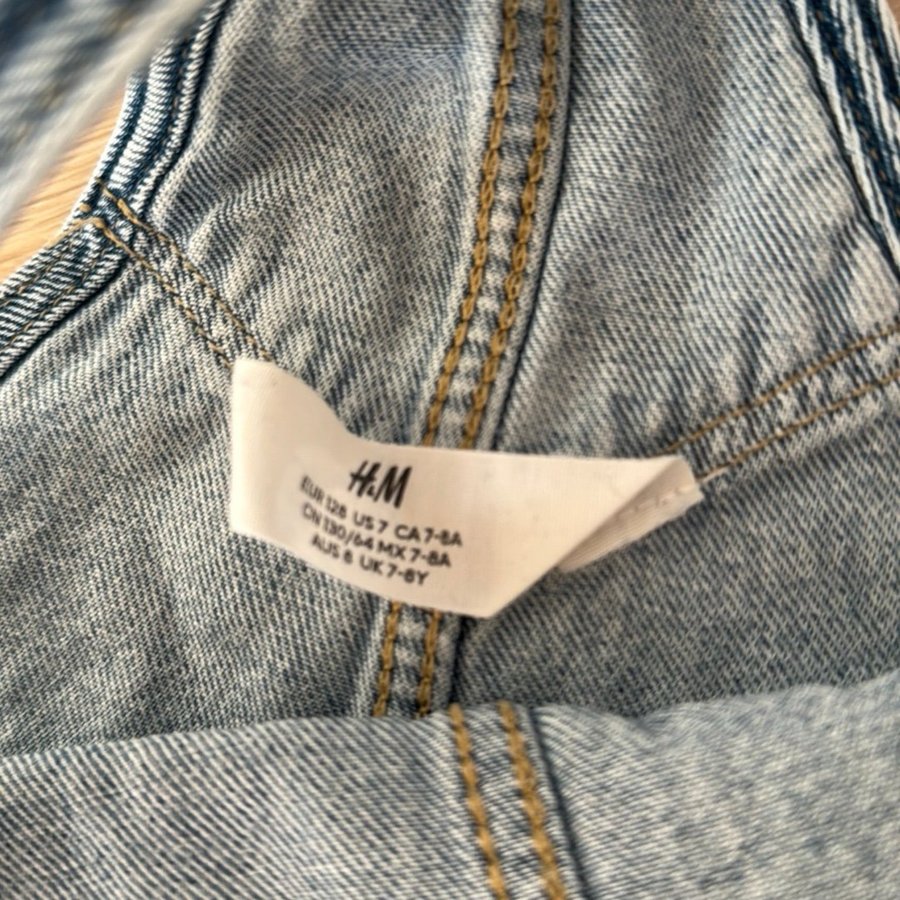 H&M
EUR 128 US 7 CA 7-8A
CN 130/64 MX 7-8A
AUS 8 UK 7-8Y